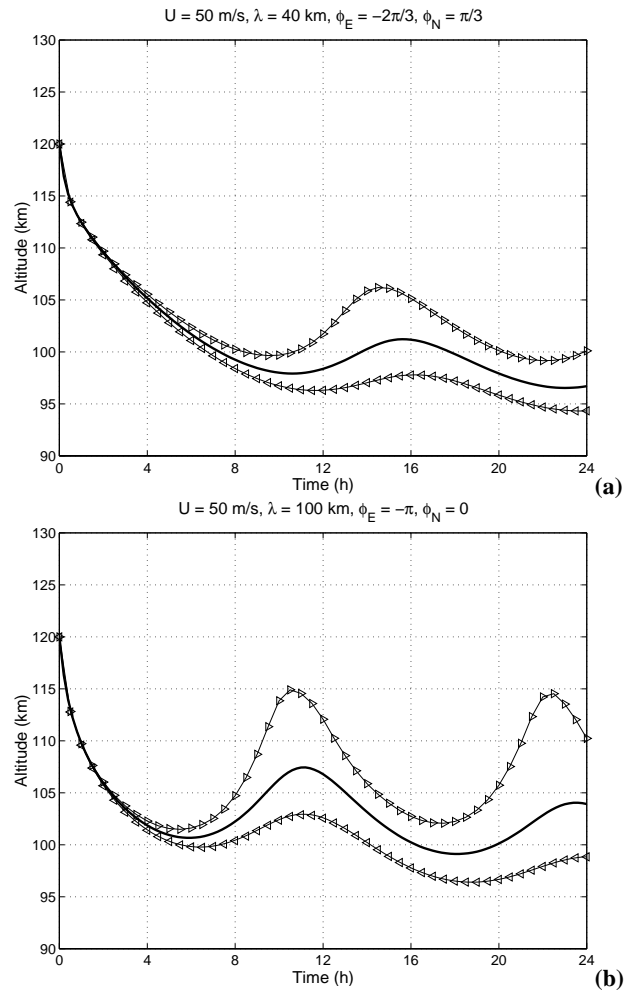 U = 50 m/s, λ = 40 km, ϕ_E = −2π/3, ϕ_N = π/3
130
125
120
115
110
105
100
95
90
Altitude (km)
0 4 8 12 16 20 24
Time (h)
(a)
U = 50 m/s, λ = 100 km, ϕ_E = −π, ϕ_N = 0
130
125
120
115
110
105
100
95
90
Altitude (km)
0 4 8 12 16 20 24
Time (h)
(b)